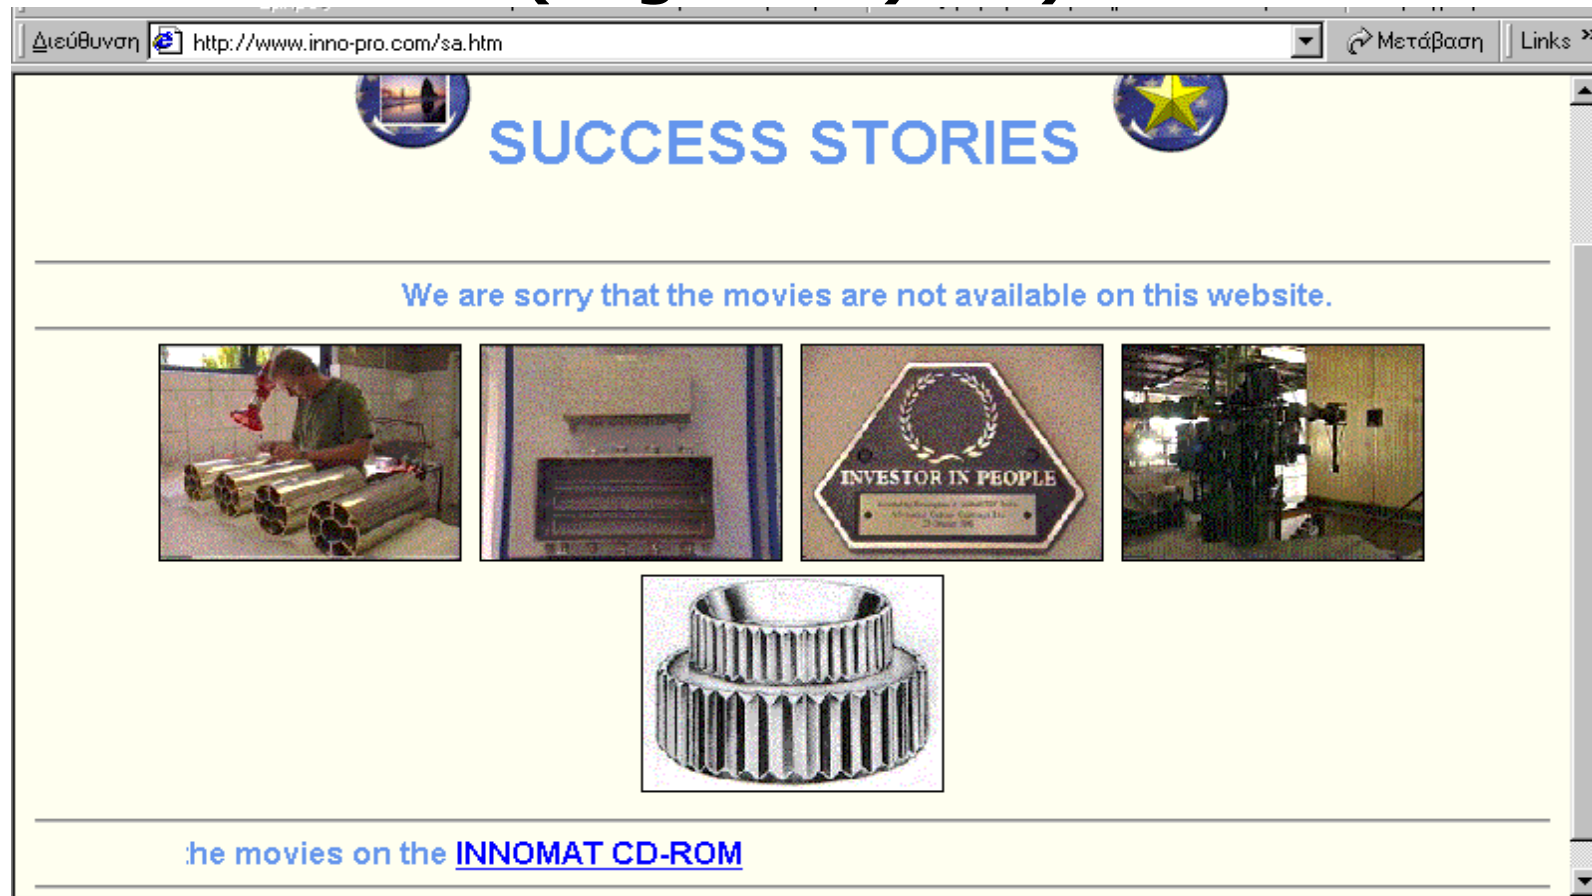 Διεύθυνση http://www.inno-pro.com/sa.htm Μετάβαση Links
SUCCESS STORIES
We are sorry that the movies are not available on this website.
INVESTOR IN PEOPLE
he movies on the INNOMAT CD-ROM